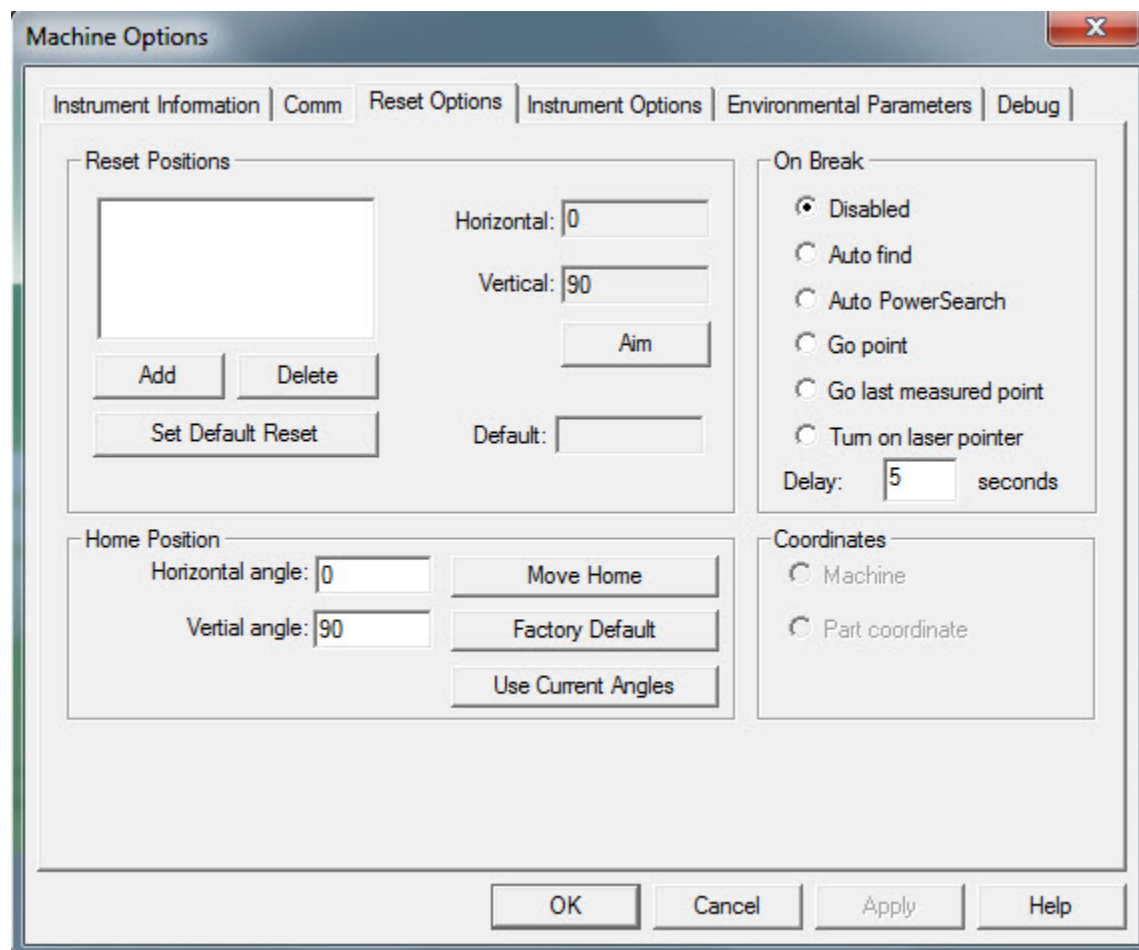 Machine Options
Instrument Information Comm Reset Options Instrument Options Environmental Parameters Debug
Reset Positions
Horizontal: 0
Vertical: 90
Aim
Add Delete
Set Default Reset
Default:
On Break
Disabled
Auto find
Auto PowerSearch
Go point
Go last measured point
Turn on laser pointer
Delay: 5 seconds
Home Position
Horizontal angle: 0
Move Home
Vertial angle: 90
Factory Default
Use Current Angles
Coordinates
Machine
Part coordinate
OK Cancel Apply Help